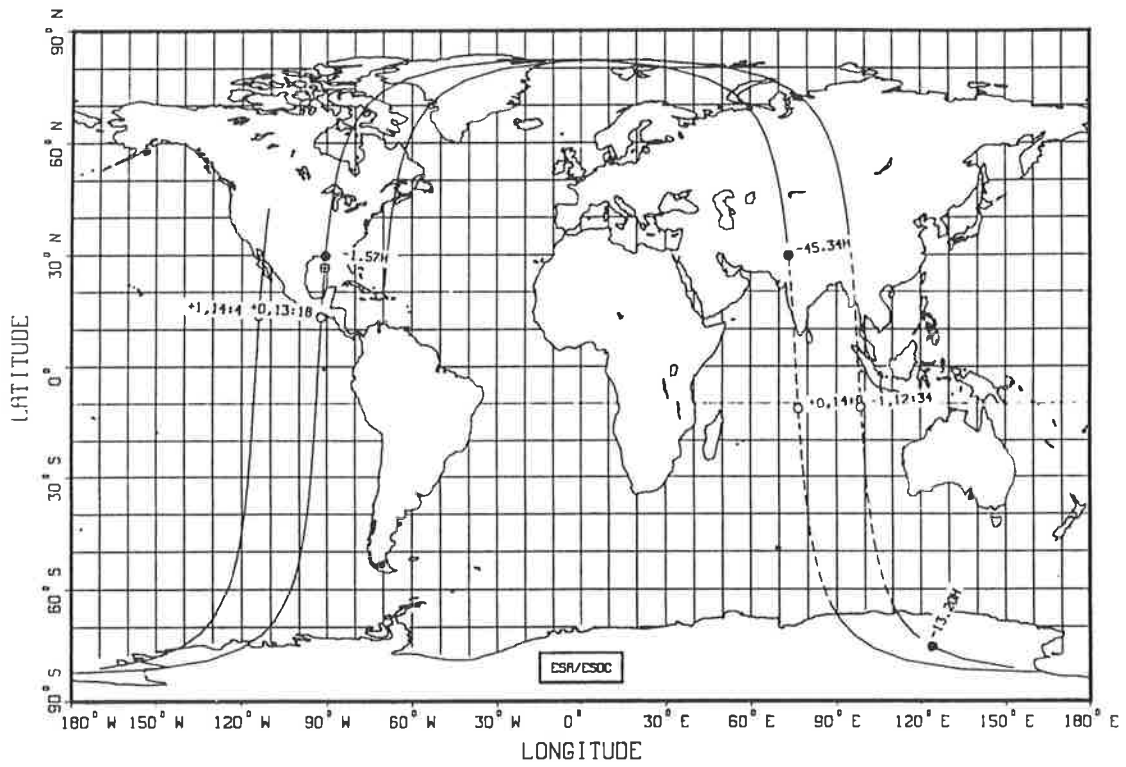 90° N
60° N
30° N
0°
30° S
60° S
90° S
LATITUDE
-1.57H
-45.34H
+1,14:4 +0,13:18
+0,14:8 -1,12:34
-13.20H
ESA/ESOC
180° W 150° W 120° W 90° W 60° W 30° W 0° 30° E 60° E 90° E 120° E 150° E 180° E
LONGITUDE